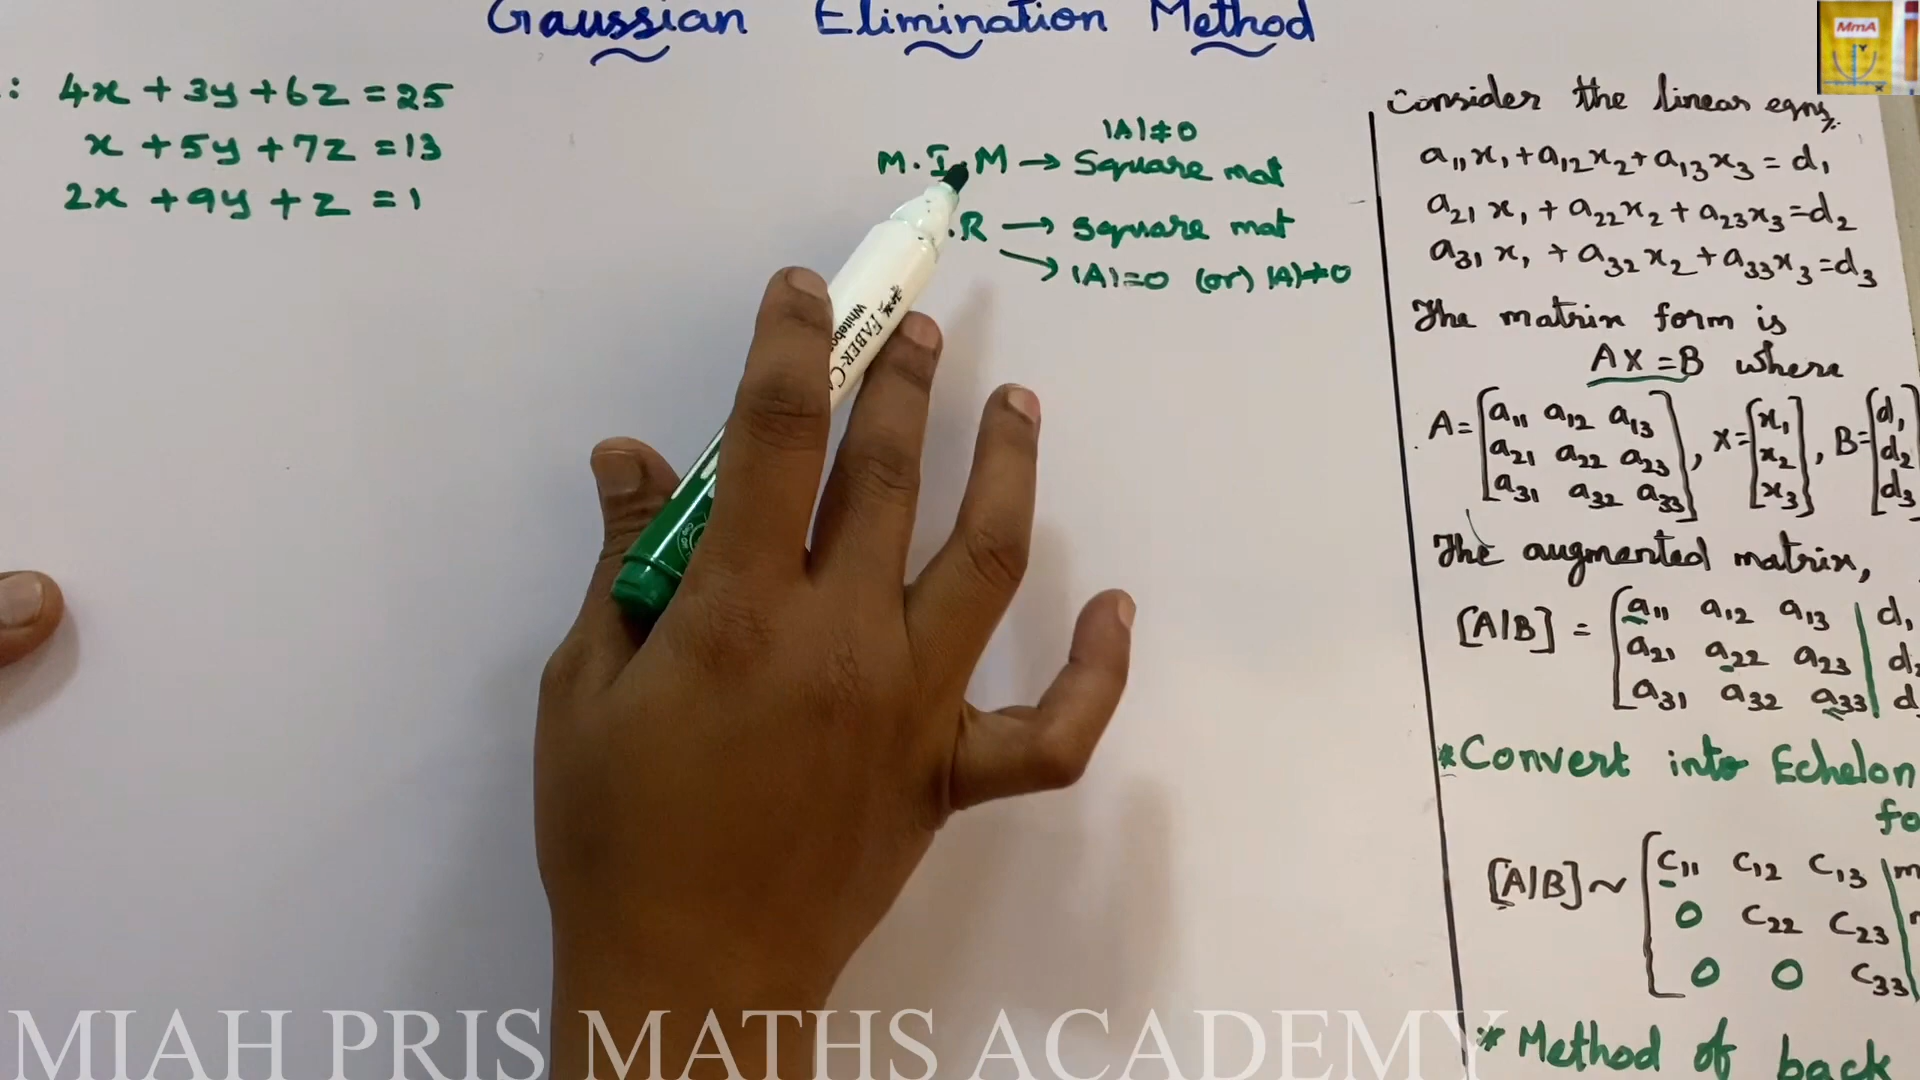 Gaussian Elimination Method
: 4x + 3y + 6z = 25
x + 5y + 7z = 13
2x + 9y + z = 1
|A| ≠ 0
M.I.M → Square mat
.R → Square mat
→ |A| = 0 (or) |A| ≠ 0
Consider the linear eqns.
a₁₁x₁ + a₁₂x₂ + a₁₃x₃ = d₁
a₂₁x₁ + a₂₂x₂ + a₂₃x₃ = d₂
a₃₁x₁ + a₃₂x₂ + a₃₃x₃ = d₃
The matrix form is
AX = B where
A = [a₁₁ a₁₂ a₁₃
a₂₁ a₂₂ a₂₃
a₃₁ a₃₂ a₃₃], X = [x₁
x₂
x₃], B = [d₁
d₂
d₃
The augmented matrix,
[A|B] = [a₁₁ a₁₂ a₁₃ | d₁
a₂₁ a₂₂ a₂₃ | d₂
a₃₁ a₃₂ a₃₃ | d
*Convert into Echelon
fo
[A|B] ~ [c₁₁ c₁₂ c₁₃ | m
0 c₂₂ c₂₃
0 0 c₃₃
* Method of back
MmA
MIAH PRIS MATHS ACADEMY